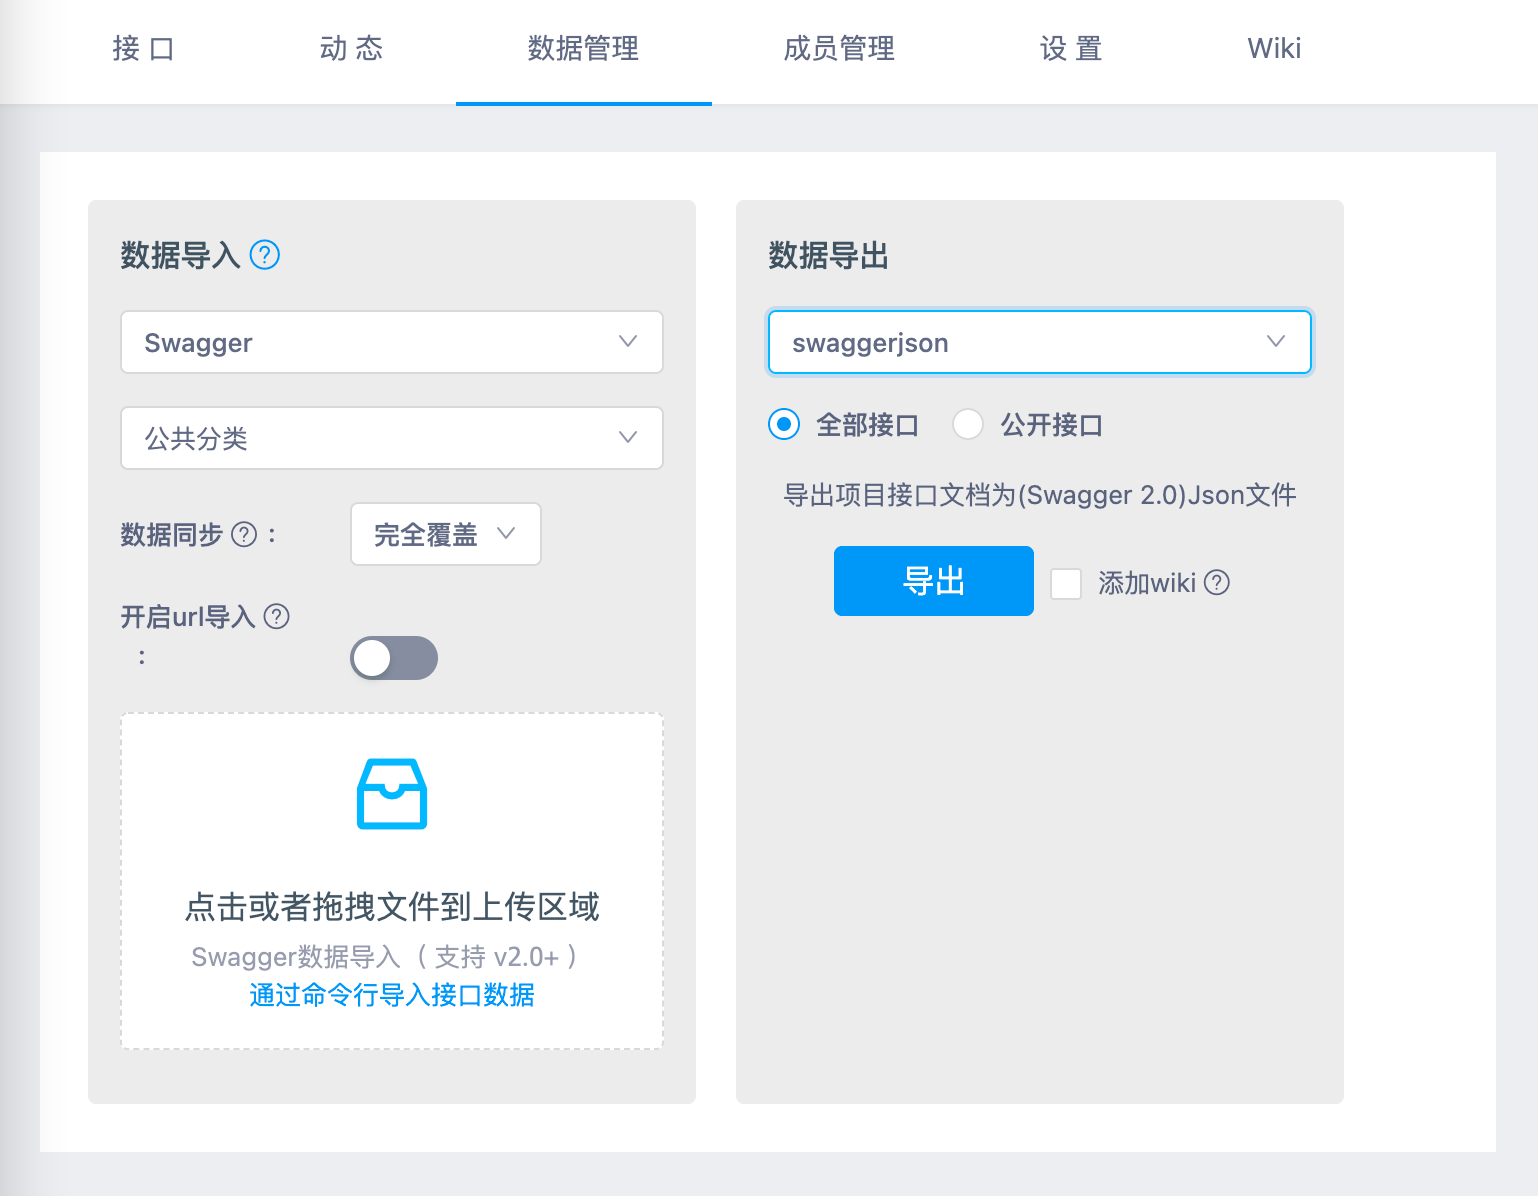 接 口 动 态 数据管理 成员管理 设 置 Wiki
数据导入 ?
Swagger
公共分类
数据同步 ? : 完全覆盖
开启url导入 ?
:
点击或者拖拽文件到上传区域
Swagger数据导入（ 支持 v2.0+ ）
通过命令行导入接口数据
数据导出
swaggerjson
全部接口 公开接口
导出项目接口文档为(Swagger 2.0)Json文件
导出 添加wiki ?